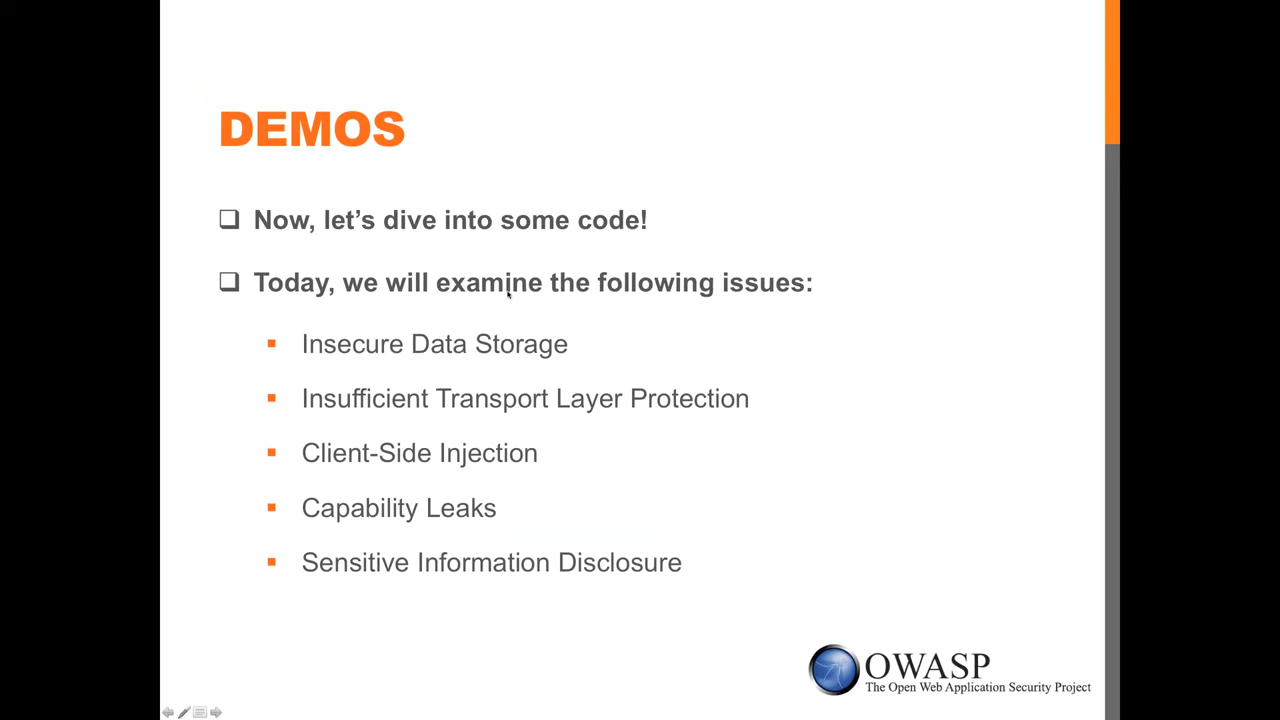 DEMOS
Now, let's dive into some code!
Today, we will examine the following issues:
Insecure Data Storage
Insufficient Transport Layer Protection
Client-Side Injection
Capability Leaks
Sensitive Information Disclosure
OWASP
The Open Web Application Security Project